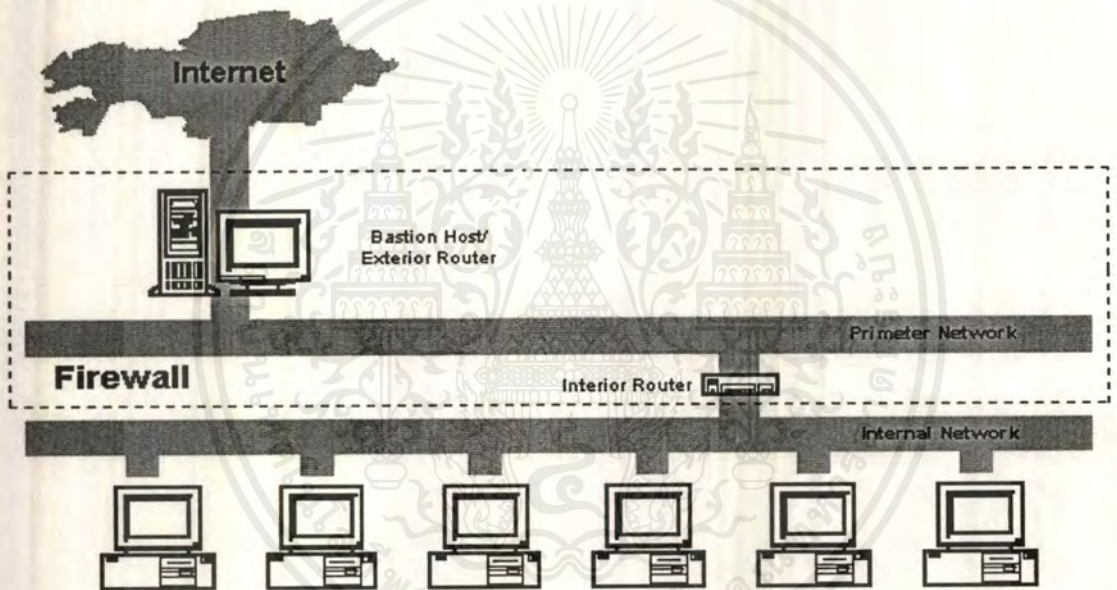 Internet
Bastion Host/
Exterior Router
Primeter Network
Firewall
Interior Router
Internal Network